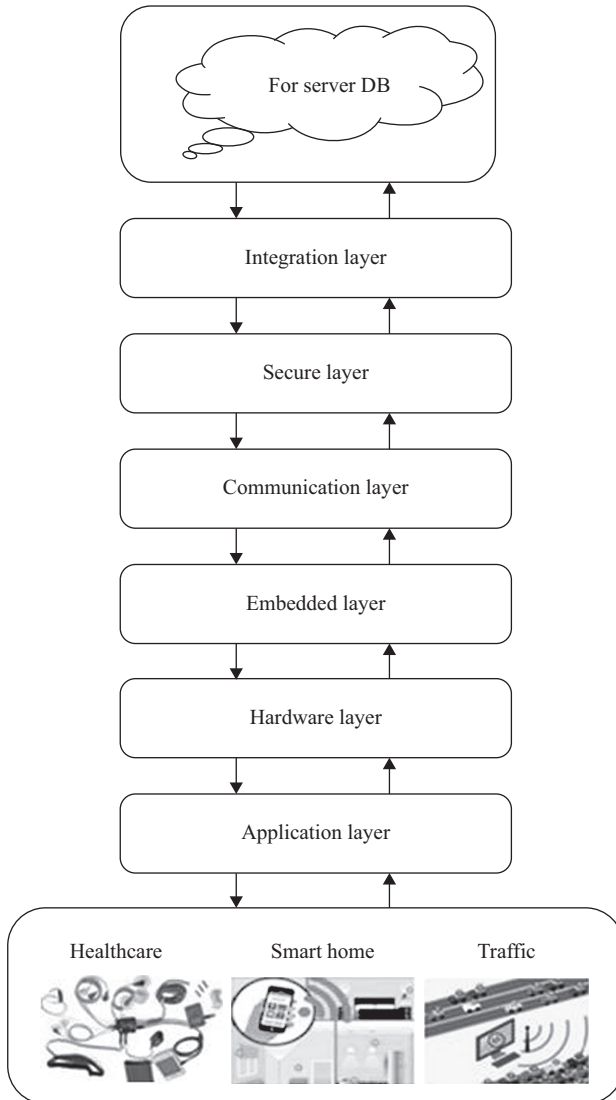 For server DB
Integration layer
Secure layer
Communication layer
Embedded layer
Hardware layer
Application layer
Healthcare
Smart home
Traffic